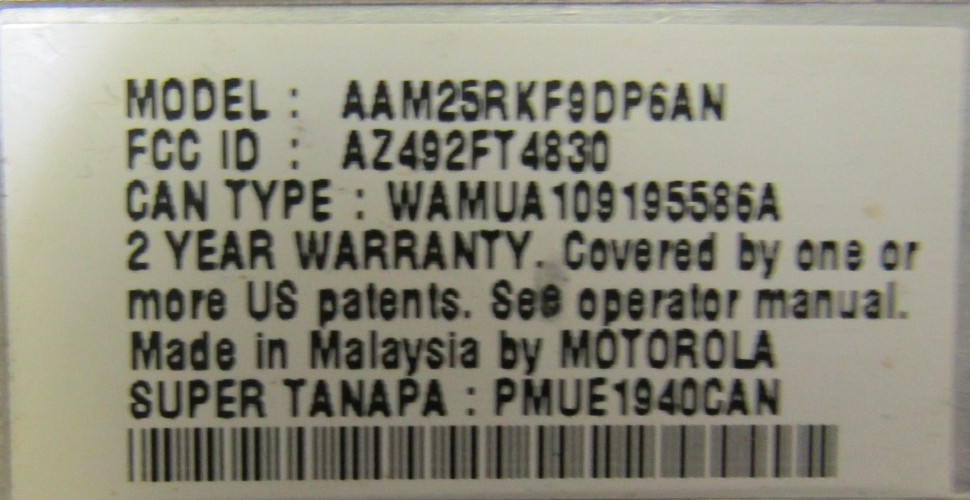 MODEL : AAM25RKF9DP6AN
FCC ID : AZ492FT4830
CAN TYPE : WAMUA109195586A
2 YEAR WARRANTY. Covered by one or
more US patents. See operator manual.
Made in Malaysia by MOTOROLA
SUPER TANAPA : PMUE1940CAN